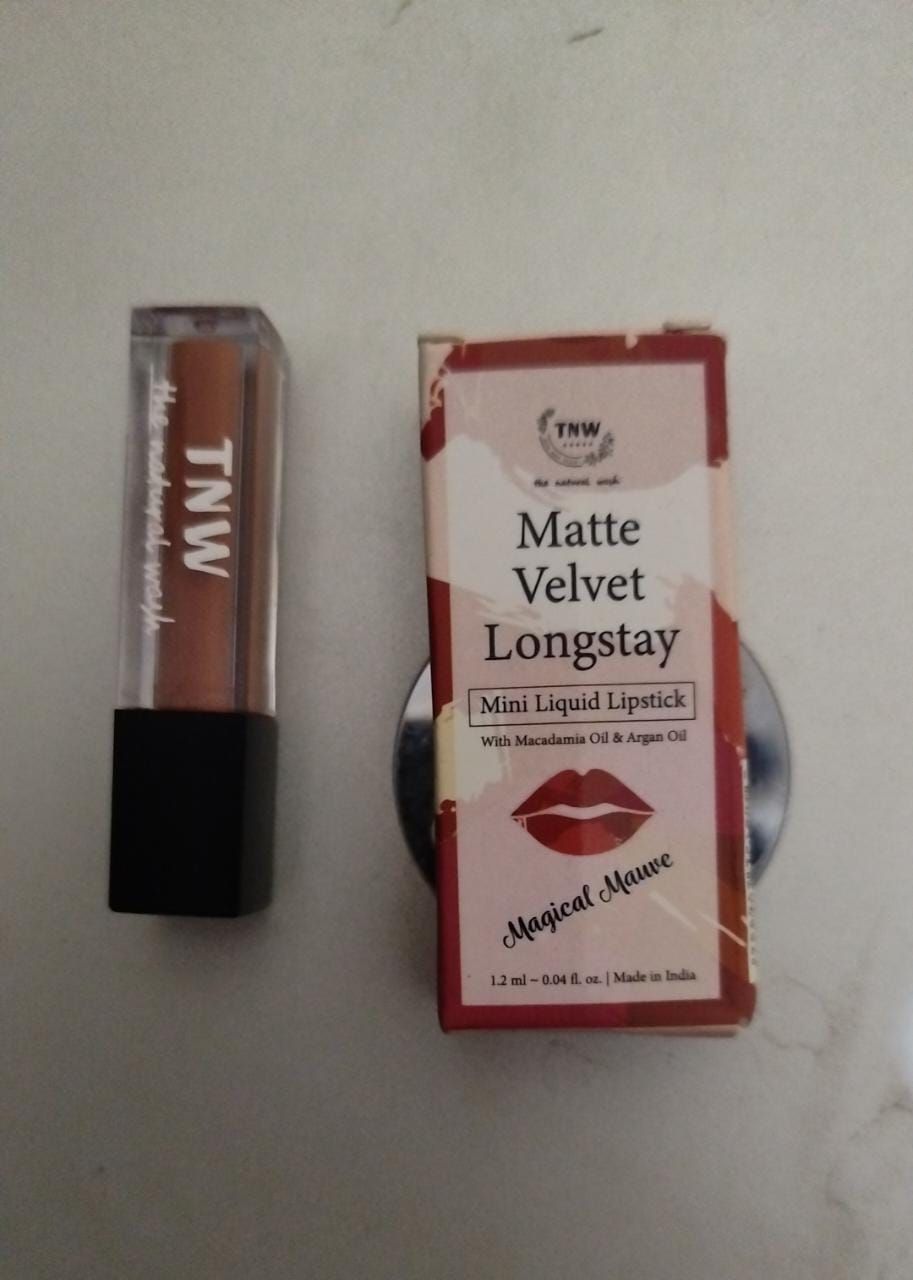 TNW
the natural wash
TNW
the natural wash
Matte
Velvet
Longstay
Mini Liquid Lipstick
With Macadamia Oil & Argan Oil
Magical Mauve
1.2 ml ~ 0.04 fl. oz. | Made in India